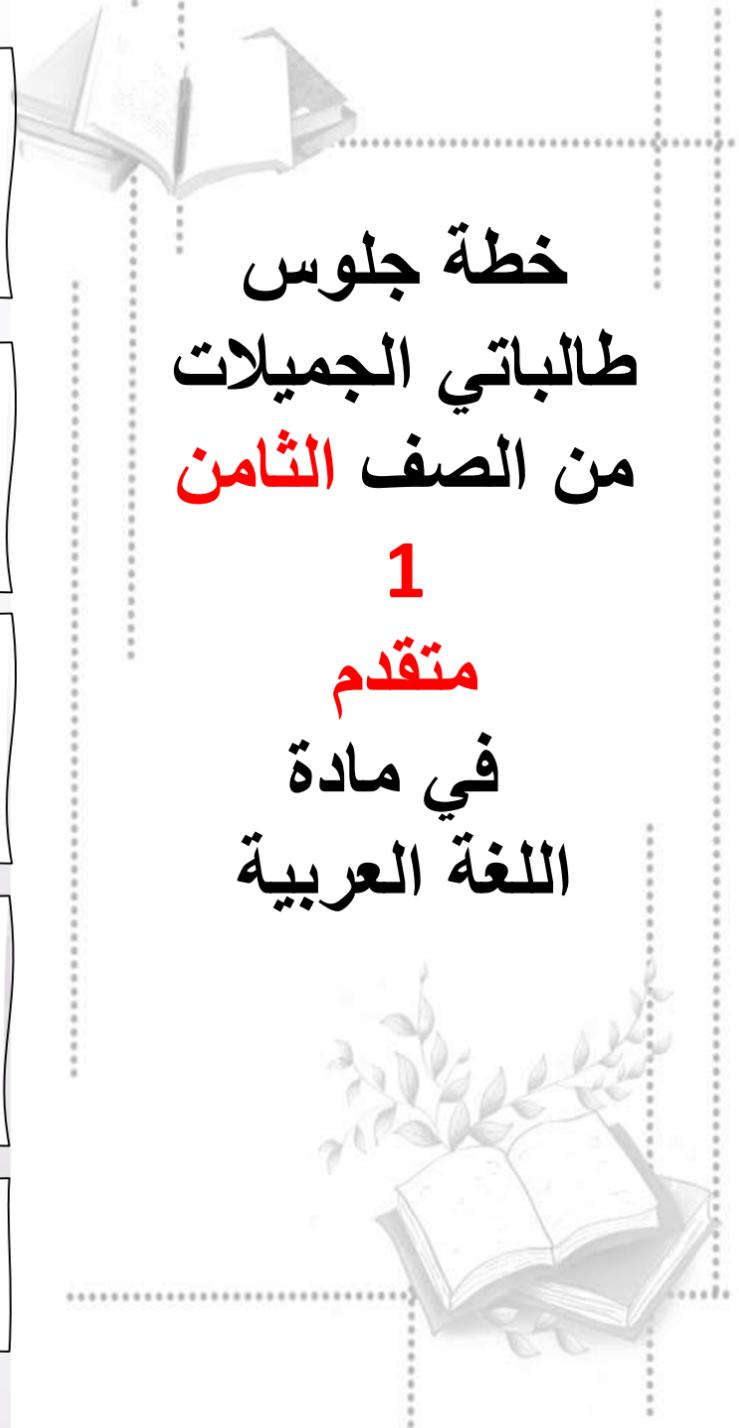 خطة جلوس
طالباتي الجميلات
من الصف الثامن
1
متقدم
في مادة
اللغة العربية